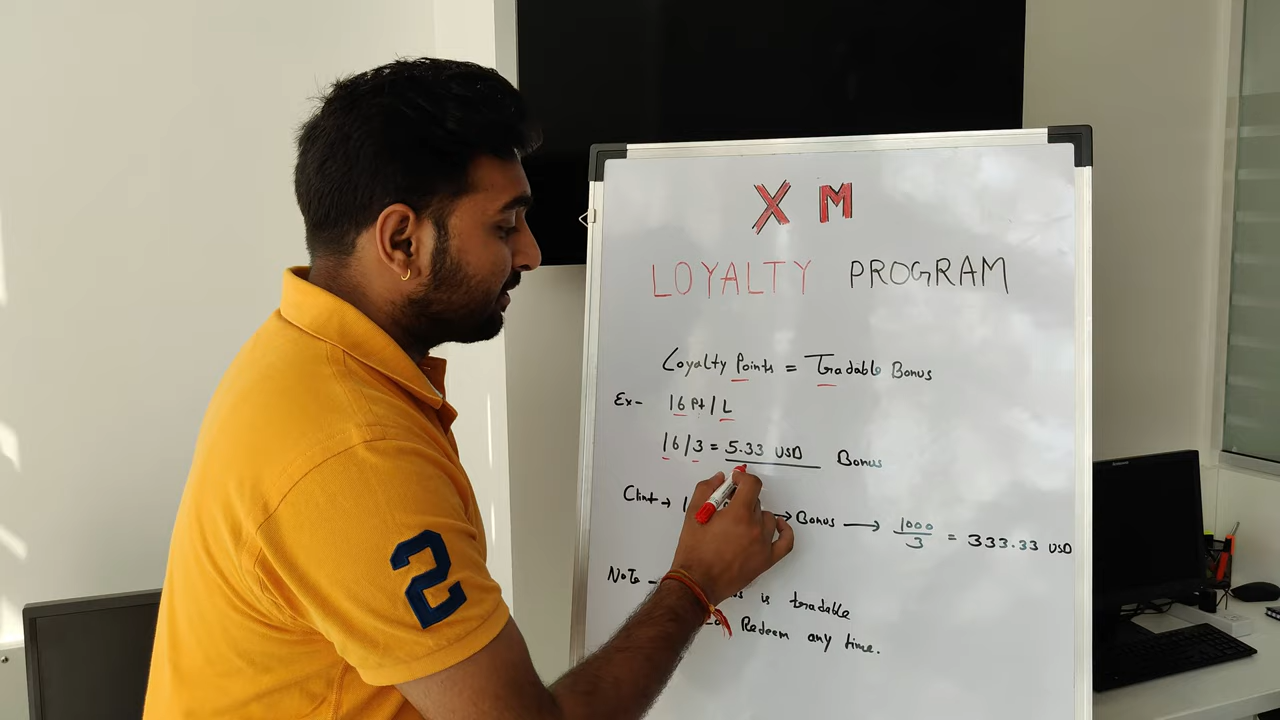 X M
LOYALTY PROGRAM
Loyalty Points = Tradable Bonus
Ex- 16 Pt / L
16/3 = 5.33 USD Bonus
Clint → → Bonus → 1000/3 = 333.33 USD
Note - is tradable
Redeem any time.
2